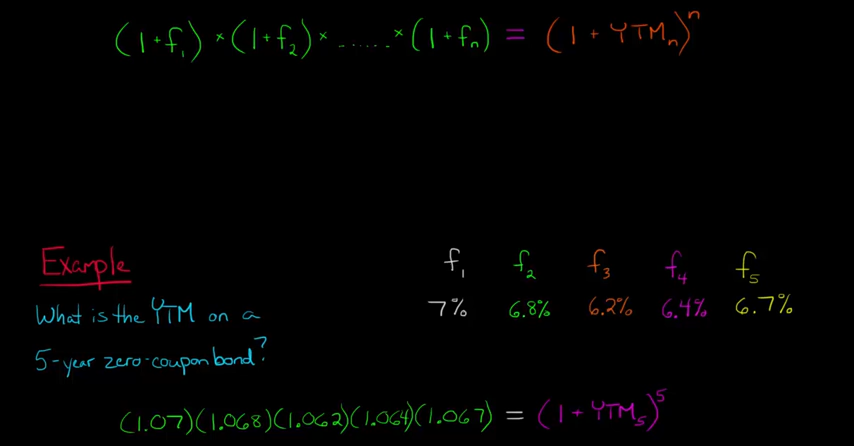 (1+f₁) × (1+f₂) × ...... × (1+fₙ) = (1 + YTMₙ)ⁿ
Example
f₁ f₂ f₃ f₄ f₅
7% 6.8% 6.2% 6.4% 6.7%
What is the YTM on a
5-year zero-coupon bond?
(1.07)(1.068)(1.062)(1.064)(1.067) = (1 + YTM₅)⁵